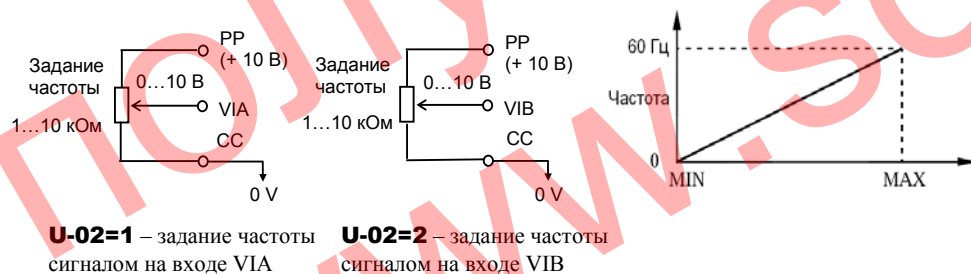 PP
(+ 10 В)
Задание
частоты
0…10 В
VIA
1…10 кОм
CC
0 V
U-02=1 – задание частоты
сигналом на входе VIA
PP
(+ 10 В)
Задание
частоты
0…10 В
VIB
1…10 кОм
CC
0 V
U-02=2 – задание частоты
сигналом на входе VIB
60 Гц
Частота
0
MIN
MAX